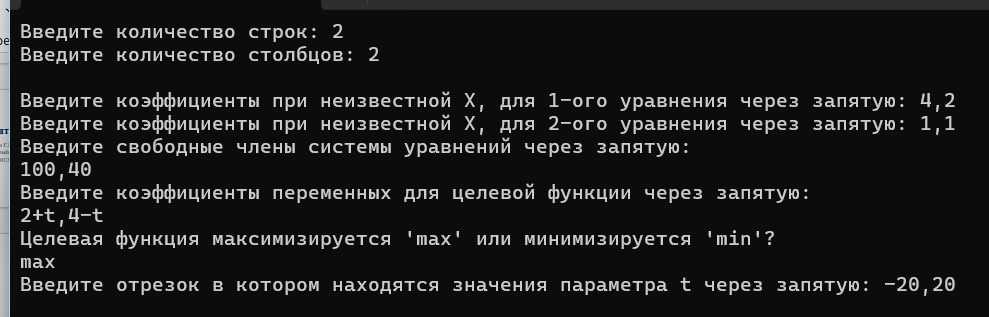 Введите количество строк: 2
Введите количество столбцов: 2
Введите коэффициенты при неизвестной X, для 1-ого уравнения через запятую: 4,2
Введите коэффициенты при неизвестной X, для 2-ого уравнения через запятую: 1,1
Введите свободные члены системы уравнений через запятую:
100,40
Введите коэффициенты переменных для целевой функции через запятую:
2+t,4-t
Целевая функция максимизируется 'max' или минимизируется 'min'?
max
Введите отрезок в котором находятся значения параметра t через запятую: -20,20